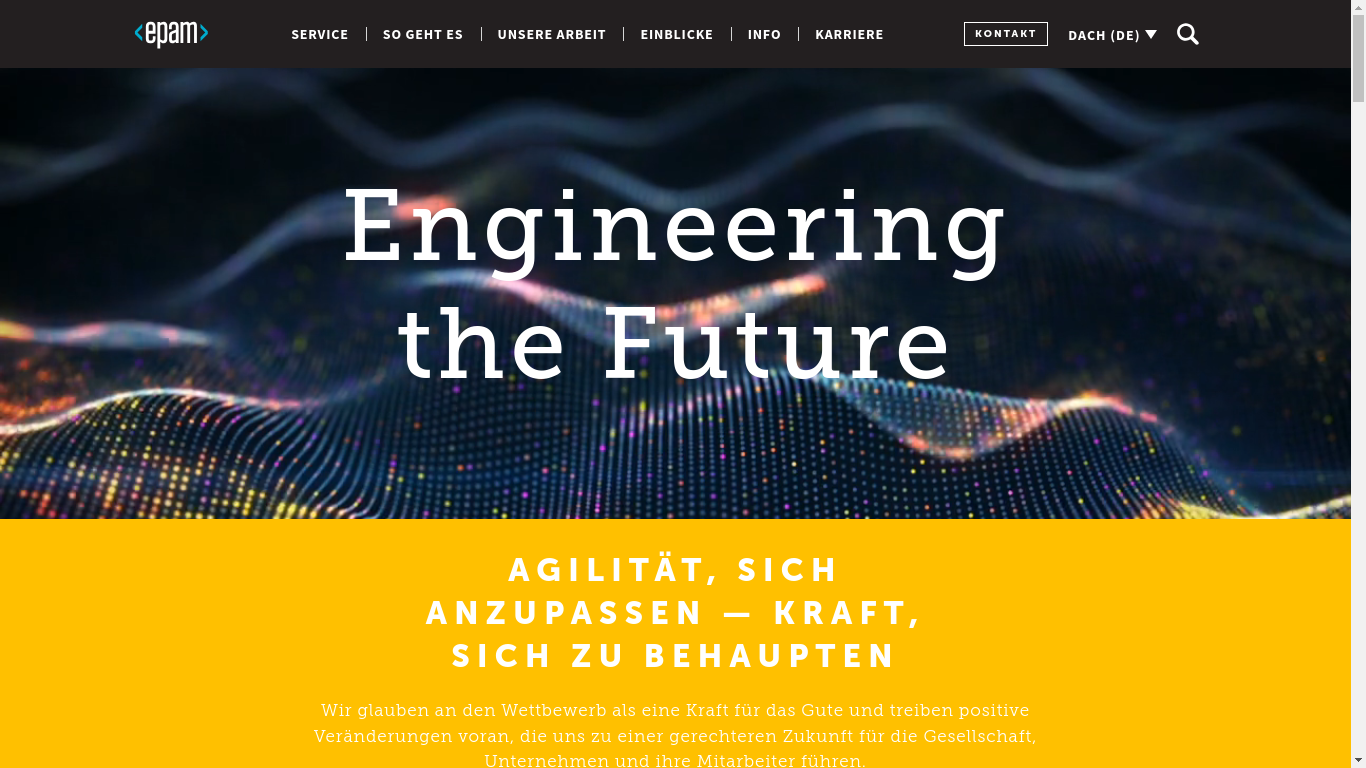 <epam>
SERVICE
SO GEHT ES
UNSERE ARBEIT
EINBLICKE
INFO
KARRIERE
KONTAKT
DACH (DE)
Engineering
the Future
AGILITÄT, SICH
ANZUPASSEN — KRAFT,
SICH ZU BEHAUPTEN
Wir glauben an den Wettbewerb als eine Kraft für das Gute und treiben positive
Veränderungen voran, die uns zu einer gerechteren Zukunft für die Gesellschaft,
Unternehmen und ihre Mitarbeiter führen.